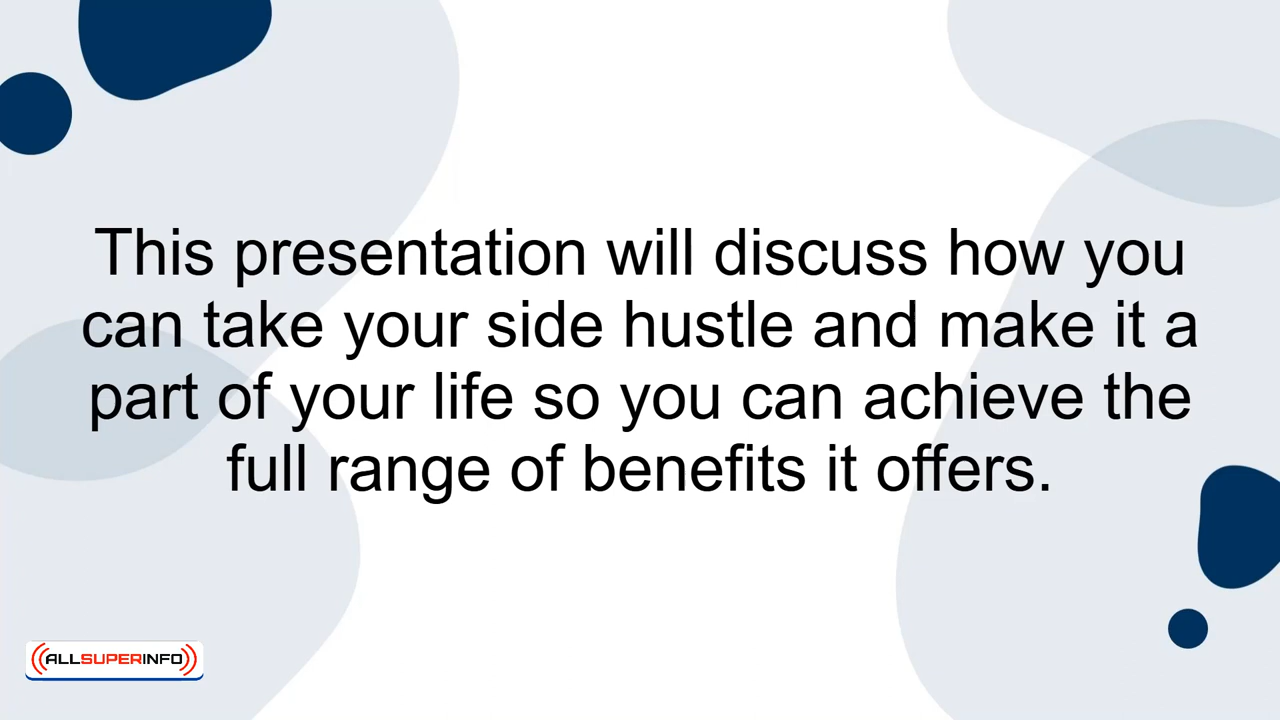 This presentation will discuss how you
can take your side hustle and make it a
part of your life so you can achieve the
full range of benefits it offers.
ALLSUPERINFO